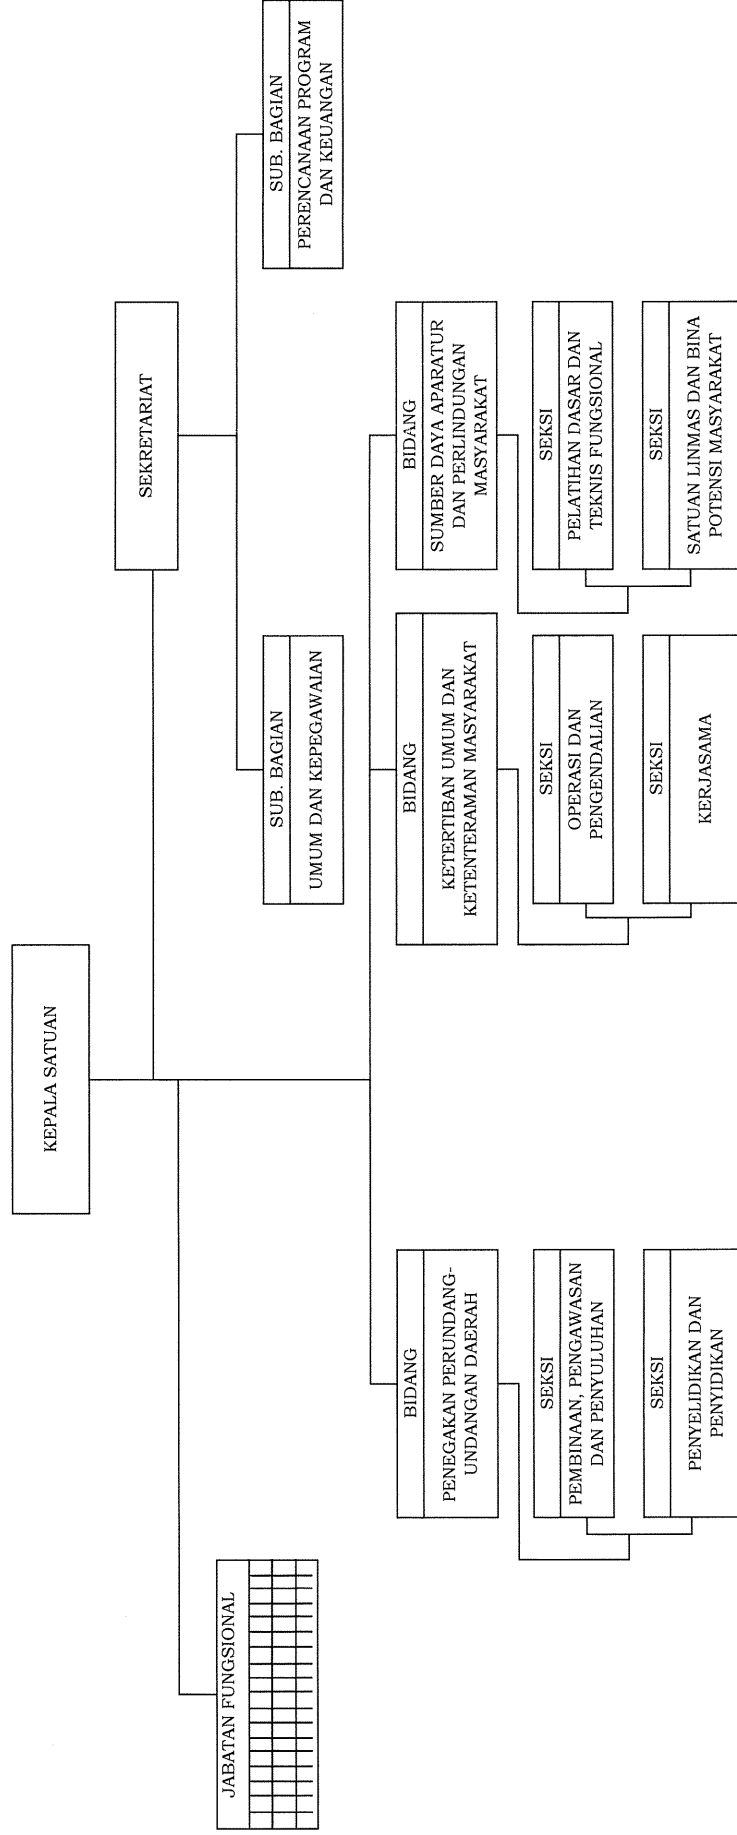 KEPALA SATUAN
SEKRETARIAT
JABATAN FUNGSIONAL
SUB. BAGIAN
UMUM DAN KEPEGAWAIAN
SUB. BAGIAN
PERENCANAAN PROGRAM
DAN KEUANGAN
BIDANG
PENEGAKAN PERUNDANG-
UNDANGAN DAERAH
BIDANG
KETERTIBAN UMUM DAN
KETENTERAMAN MASYARAKAT
BIDANG
SUMBER DAYA APARATUR
DAN PERLINDUNGAN
MASYARAKAT
SEKSI
PEMBINAAN, PENGAWASAN
DAN PENYULUHAN
SEKSI
OPERASI DAN
PENGENDALIAN
SEKSI
PELATIHAN DASAR DAN
TEKNIS FUNGSIONAL
SEKSI
PENYELIDIKAN DAN
PENYIDIKAN
SEKSI
KERJASAMA
SEKSI
SATUAN LINMAS DAN BINA
POTENSI MASYARAKAT